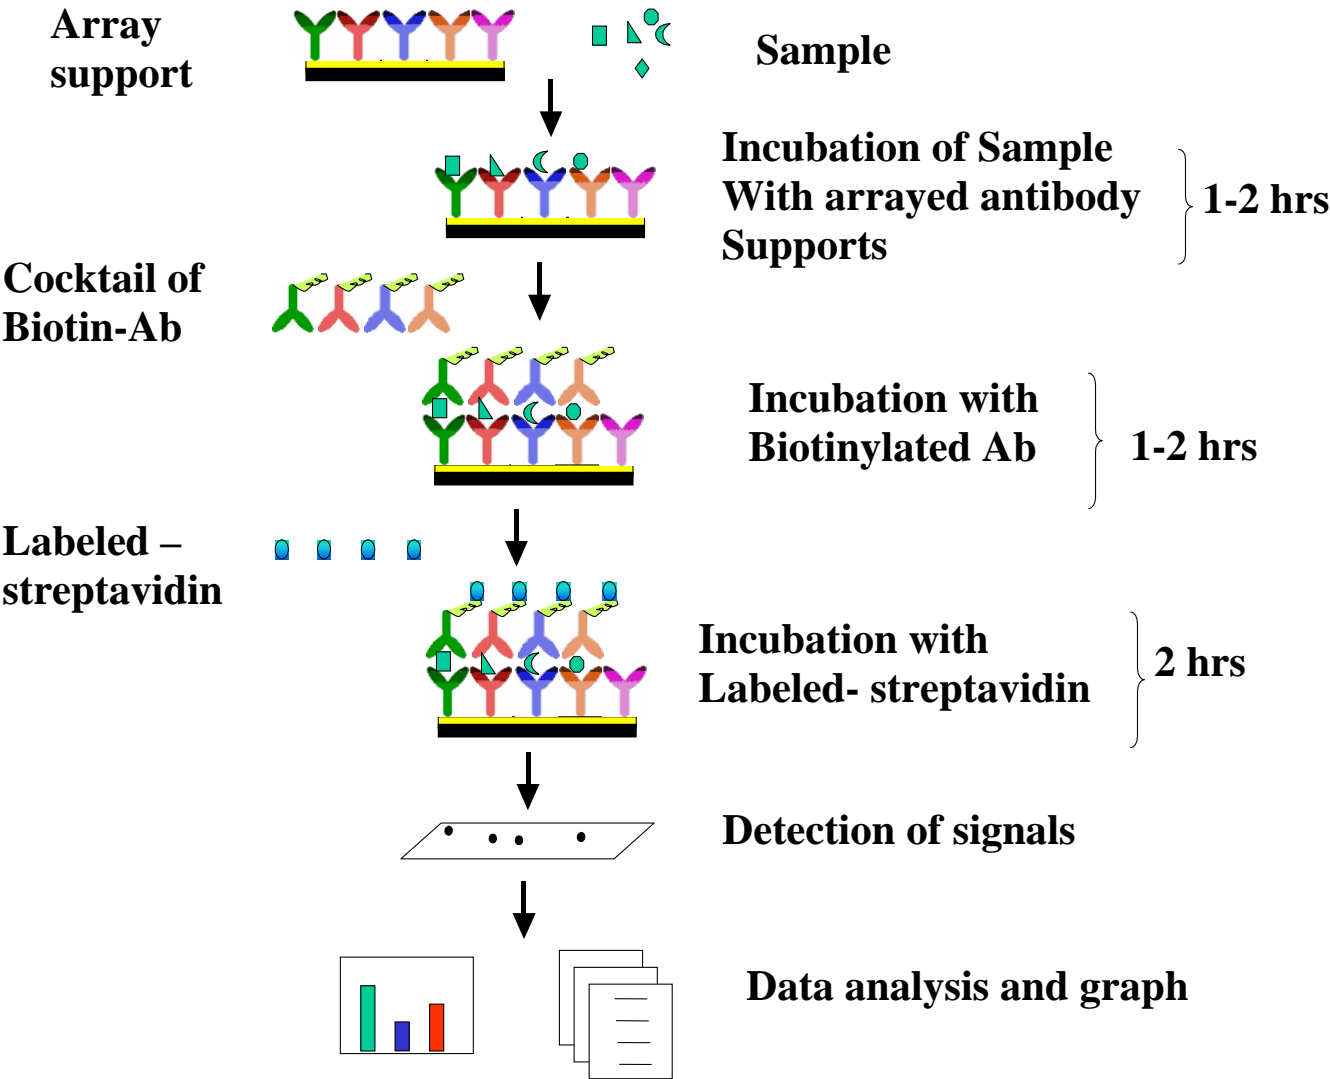 Array
support
Sample
Incubation of Sample
With arrayed antibody
Supports
1-2 hrs
Cocktail of
Biotin-Ab
Incubation with
Biotinylated Ab
1-2 hrs
Labeled –
streptavidin
Incubation with
Labeled- streptavidin
2 hrs
Detection of signals
Data analysis and graph